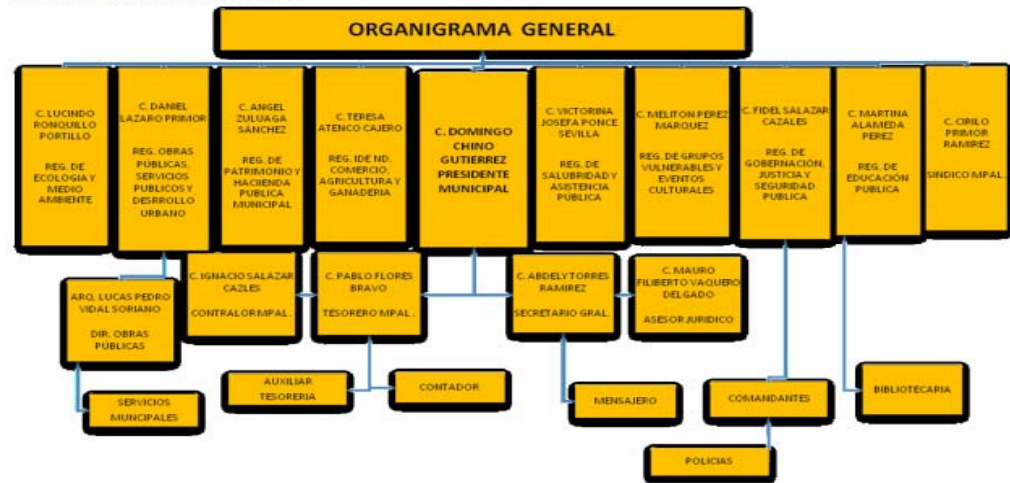 ORGANIGRAMA GENERAL
C. LUCINDO
RONQUILLO
PORTILLO
REG. DE
ECOLOGIA Y
MEDIO
AMBIENTE
C. DANIEL
LAZARO PRIMOR
REG. OBRAS
PÚBLICAS,
SERVICIOS
PUBLICOS Y
DESRROLLO
URBANO
C. ANGEL
ZULUAGA
SÁNCHEZ
REG. DE
PATRIMONIO Y
HACIIENDA
PUBLICA
MUNICIPAL
C. TERESA
ATENCO CAJERO
REG. IDE ND.
COMERCIO,
AGRICULTURA Y
GANADERIA
C. DOMINGO
CHINO
GUTIERREZ
PRESIDENTE
MUNICIPAL
C. VICTORINA
JOSEFA PONCE
SEVILLA
REG. DE
SALUBRIDAD Y
ASISTENCIA
PÚBLICA
C. MELITON PEREZ
MARQUEZ
REG. DE GRUPOS
VULNERABLES Y
EVENTOS
CULTURALES
C. FIDEL SALAZAR
CAZALES
REG. DE
GOBERNACIÓN,
JUSTICIA Y
SEGURIDAD
PUBLICA
C. MARTINA
ALAMEDA
PEREZ
REG. DE
EDUCACIÓN
PUBLICA
C. CIRILO
PRIMOR
RAMIREZ
SINDICO MPAL.
ARQ. LUCAS PEDRO
VIDAL SORIANO
DIR. OBRAS
PÚBLICAS
C. IGNACIO SALAZAR
CAZLES
CONTRALOR MPAL.
C. PABLO FLORES
BRAVO
TESORERO MPAL.
C. ABDELY TORRES
RAMIREZ
SECRETARIO GRAL.
C. MAURO
FILIBERTO VAQUERO
DELGADO
ASESOR JURIDICO
SERVICIOS
MUNCIPALES
AUXILIAR
TESORERIA
CONTADOR
MENSAJERO
COMANDANTES
BIBLIOTECARIA
POLICIAS